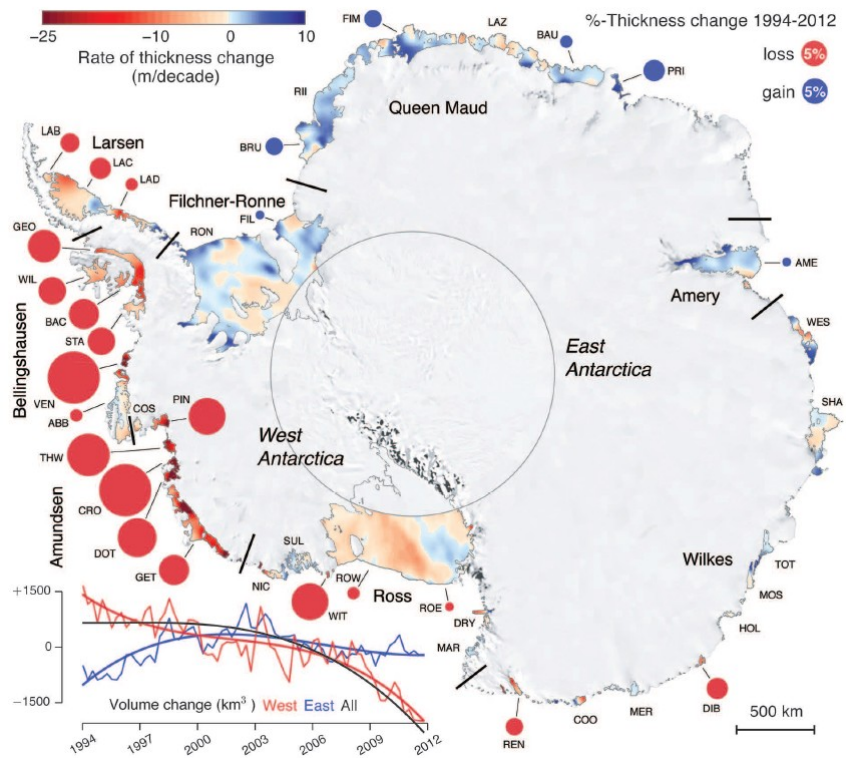 −25 −10 0 10
Rate of thickness change
(m/decade)
%-Thickness change 1994-2012
loss 5%
gain 5%
FIM
LAZ
BAU
PRI
RII
Queen Maud
BRU
LAB
Larsen
LAC
LAD
Filchner-Ronne
FIL
RON
GEO
WIL
BAC
STA
Bellingshausen
VEN
ABB
COS
PIN
AME
Amery
WES
East
Antarctica
SHA
West
Antarctica
THW
CRO
Amundsen
DOT
GET
SUL
NIC
WIT
ROW
Ross
ROE
DRY
MAR
Wilkes
TOT
MOS
HOL
DIB
MER
COO
REN
500 km
+1500
0
−1500
Volume change (km³) West East All
1994 1997 2000 2003 2006 2009 2012